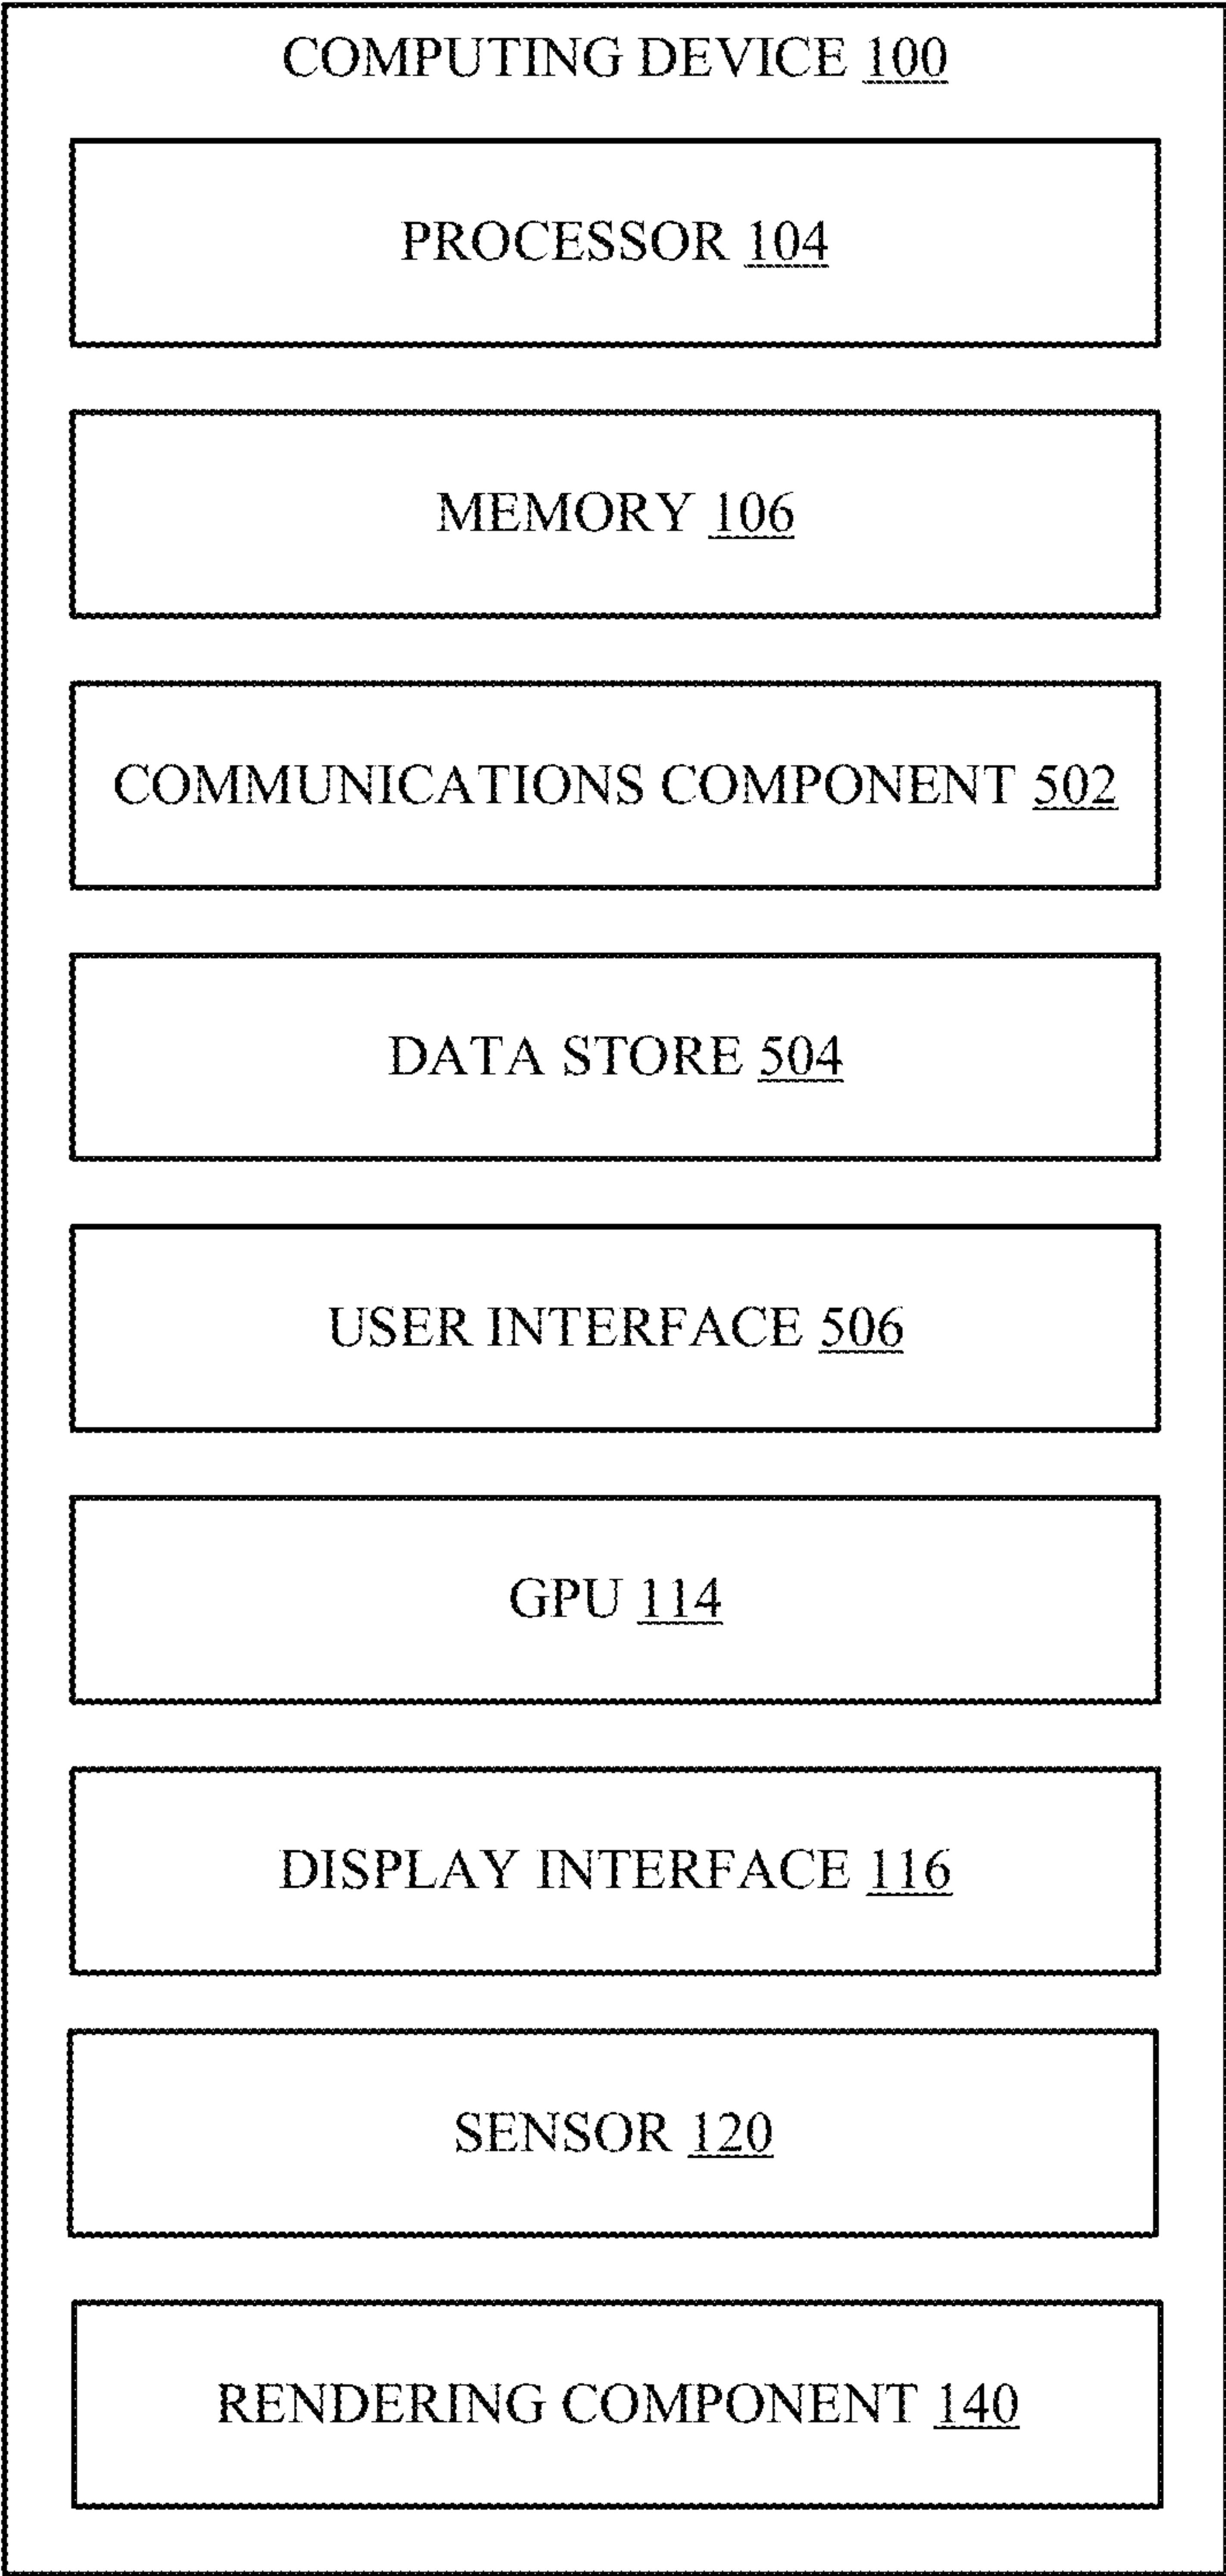 COMPUTING DEVICE 100
PROCESSOR 104
MEMORY 106
COMMUNICATIONS COMPONENT 502
DATA STORE 504
USER INTERFACE 506
GPU 114
DISPLAY INTERFACE 116
SENSOR 120
RENDERING COMPONENT 140